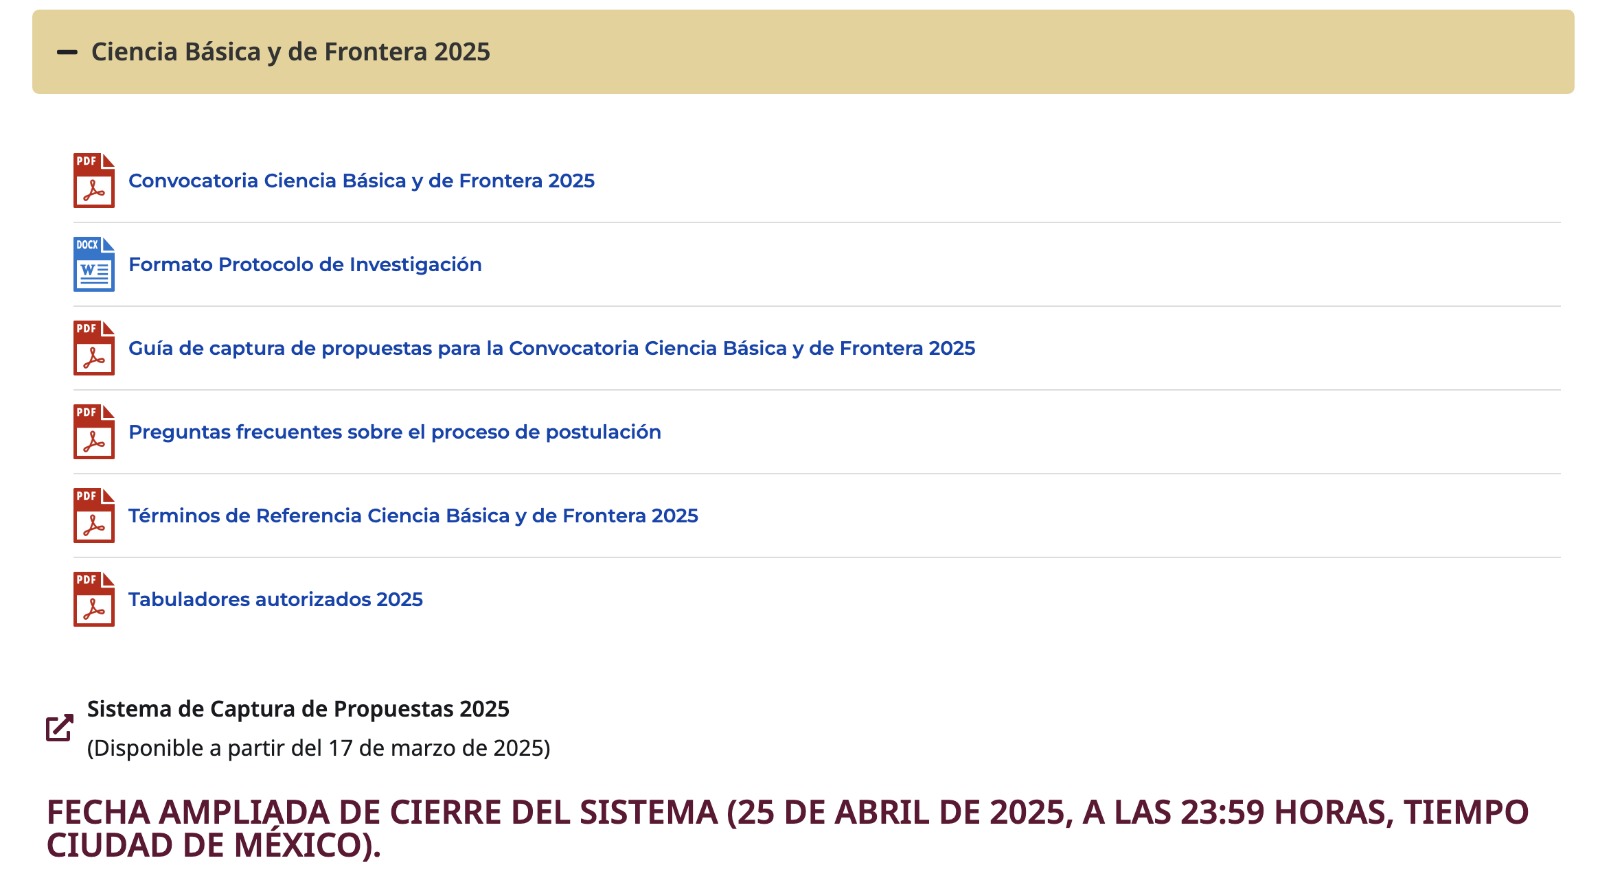 Ciencia Básica y de Frontera 2025
PDF
Convocatoria Ciencia Básica y de Frontera 2025
DOCX
W
Formato Protocolo de Investigación
PDF
Guía de captura de propuestas para la Convocatoria Ciencia Básica y de Frontera 2025
PDF
Preguntas frecuentes sobre el proceso de postulación
PDF
Términos de Referencia Ciencia Básica y de Frontera 2025
PDF
Tabuladores autorizados 2025
Sistema de Captura de Propuestas 2025
(Disponible a partir del 17 de marzo de 2025)
FECHA AMPLIADA DE CIERRE DEL SISTEMA (25 DE ABRIL DE 2025, A LAS 23:59 HORAS, TIEMPO
CIUDAD DE MÉXICO).